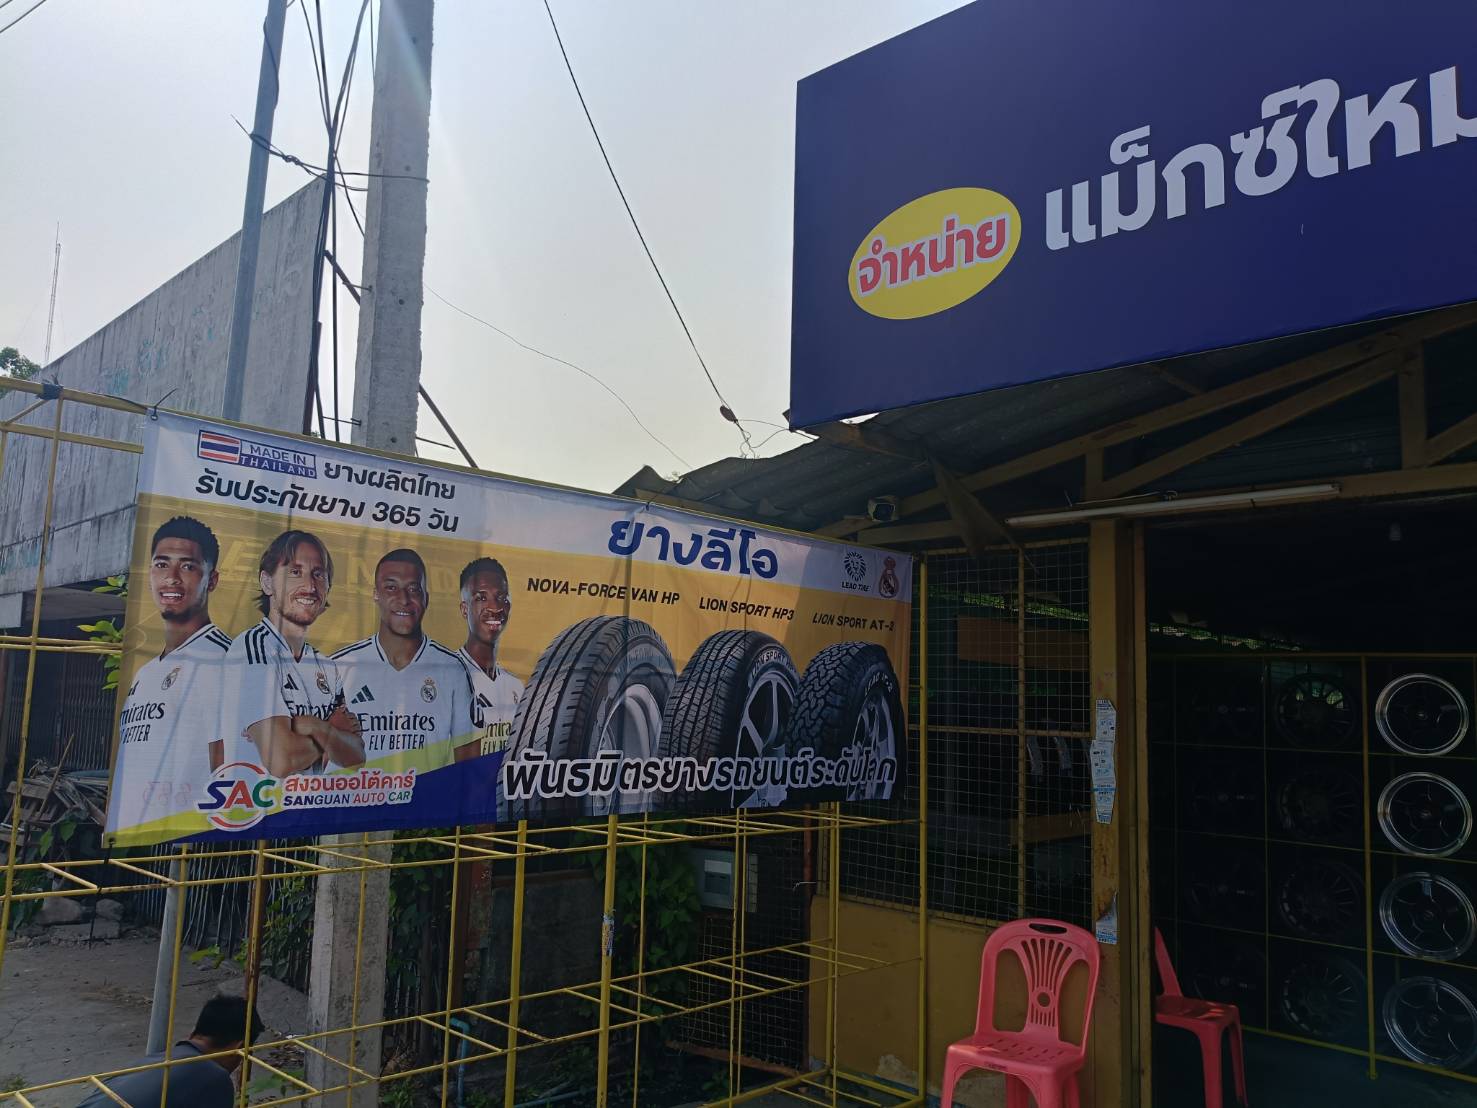 จำหน่าย
แม็กซ์ใหม
MADE IN
THAILAND
ยางผลิตไทย
รับประกันยาง 365 วัน
ยางลีโอ
LEAO TIRE
NOVA-FORCE VAN HP
LION SPORT HP3
LION SPORT AT-2
Emirates
FLY BETTER
Emirates
FLY BETTER
SAC
สงวนออโต้คาร์
SANGUAN AUTO CAR
พันธมิตรยางรถยนต์ระดับโลก